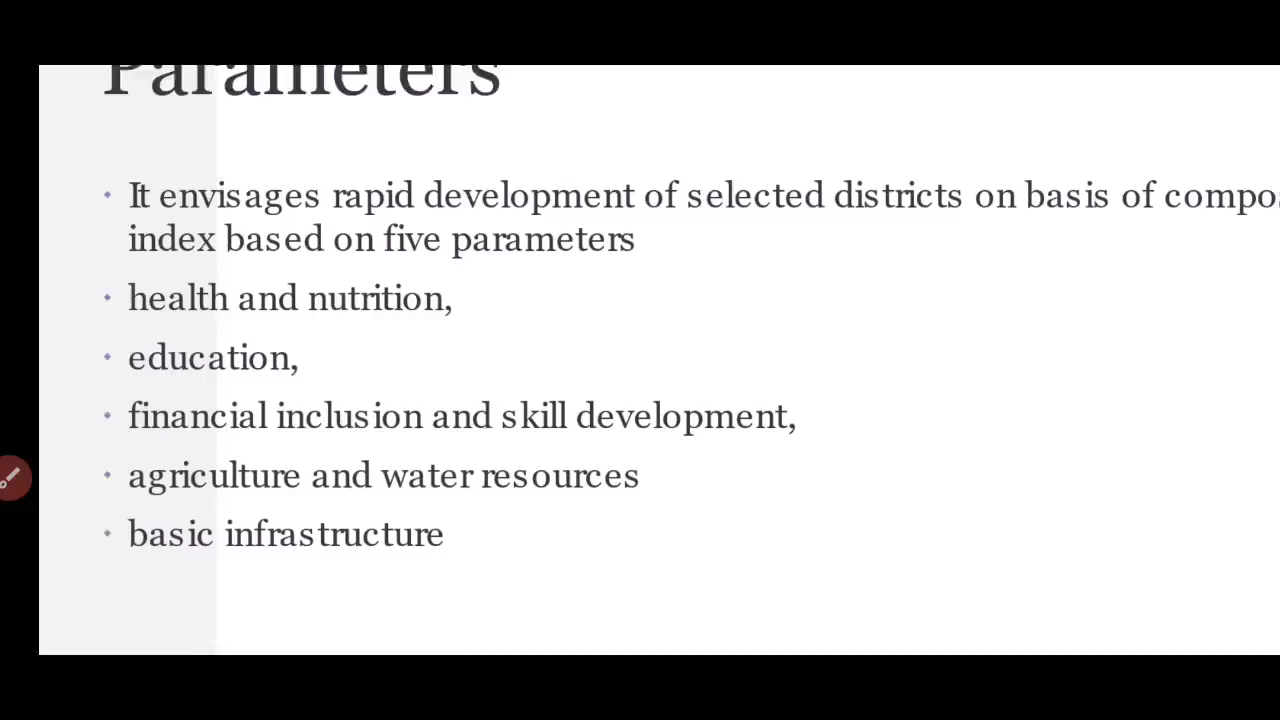 Parameters
It envisages rapid development of selected districts on basis of compo
index based on five parameters
health and nutrition,
education,
financial inclusion and skill development,
agriculture and water resources
basic infrastructure